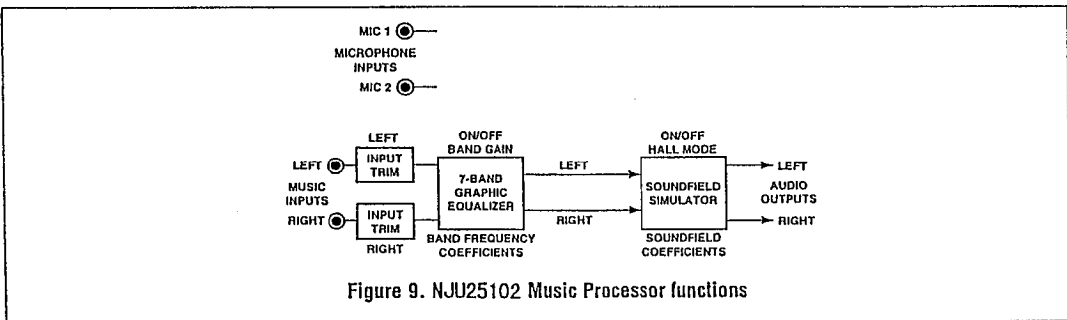 MIC 1
MICROPHONE
INPUTS
MIC 2
LEFT
ON/OFF
BAND GAIN
ON/OFF
HALL MODE
LEFT
INPUT
TRIM
7-BAND
GRAPHIC
EQUALIZER
LEFT
SOUNDFIELD
SIMULATOR
LEFT
MUSIC
INPUTS
AUDIO
OUTPUTS
RIGHT
INPUT
TRIM
RIGHT
RIGHT
RIGHT
BAND FREQUENCY
COEFFICIENTS
SOUNDFIELD
COEFFICIENTS
Figure 9. NJU25102 Music Processor functions